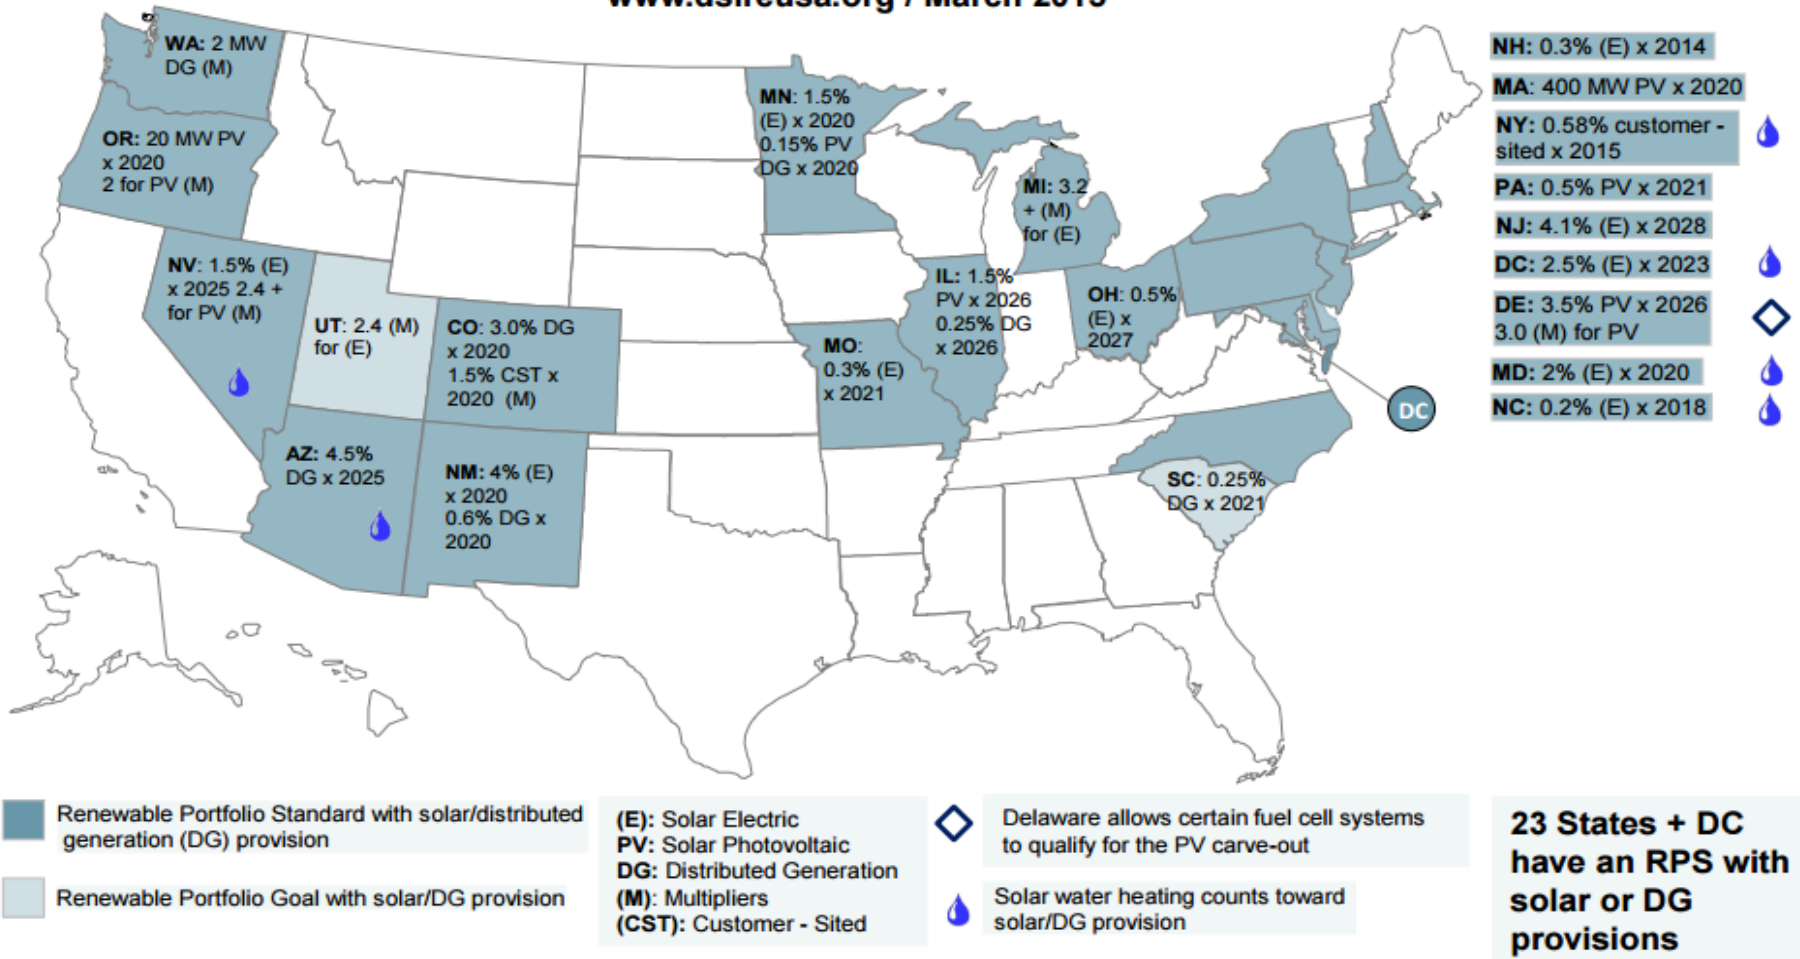 www.dsireusa.org / March 2015
WA: 2 MW
DG (M)
OR: 20 MW PV
x 2020
2 for PV (M)
NV: 1.5% (E)
x 2025 2.4 +
for PV (M)
UT: 2.4 (M)
for (E)
CO: 3.0% DG
x 2020
1.5% CST x
2020 (M)
AZ: 4.5%
DG x 2025
NM: 4% (E)
x 2020
0.6% DG x
2020
MN: 1.5%
(E) x 2020
0.15% PV
DG x 2020
MO:
0.3% (E)
x 2021
IL: 1.5%
PV x 2026
0.25% DG
x 2026
MI: 3.2
+ (M)
for (E)
OH: 0.5%
(E) x
2027
SC: 0.25%
DG x 2021
DC
NH: 0.3% (E) x 2014
MA: 400 MW PV x 2020
NY: 0.58% customer -
sited x 2015
PA: 0.5% PV x 2021
NJ: 4.1% (E) x 2028
DC: 2.5% (E) x 2023
DE: 3.5% PV x 2026
3.0 (M) for PV
MD: 2% (E) x 2020
NC: 0.2% (E) x 2018
Renewable Portfolio Standard with solar/distributed
generation (DG) provision
Renewable Portfolio Goal with solar/DG provision
(E): Solar Electric
PV: Solar Photovoltaic
DG: Distributed Generation
(M): Multipliers
(CST): Customer - Sited
Delaware allows certain fuel cell systems
to qualify for the PV carve-out
Solar water heating counts toward
solar/DG provision
23 States + DC
have an RPS with
solar or DG
provisions